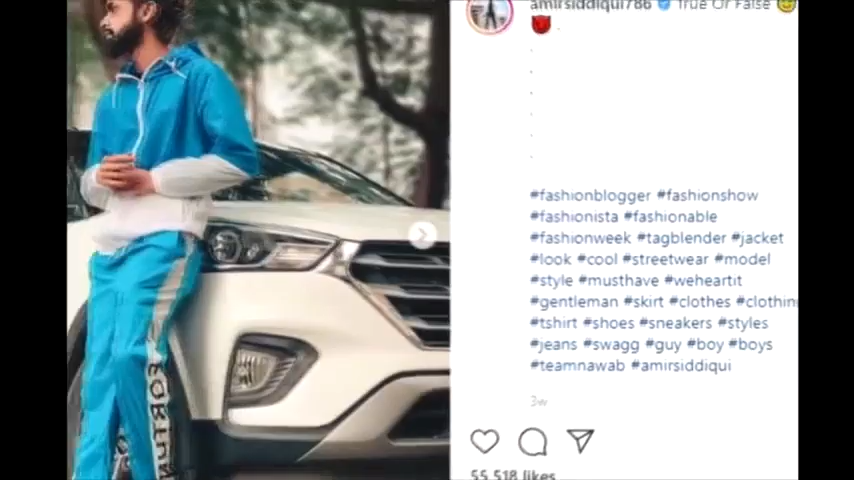 amirsiddiqui786 True Or False
#fashionblogger #fashionshow
#fashionista #fashionable
#fashionweek #tagblender #jacket
#look #cool #streetwear #model
#style #musthave #weheartit
#gentleman #skirt #clothes #clothing
#tshirt #shoes #sneakers #styles
#jeans #swagg #guy #boy #boys
#teamnawab #amirsiddiqui
3w
55,518 likes